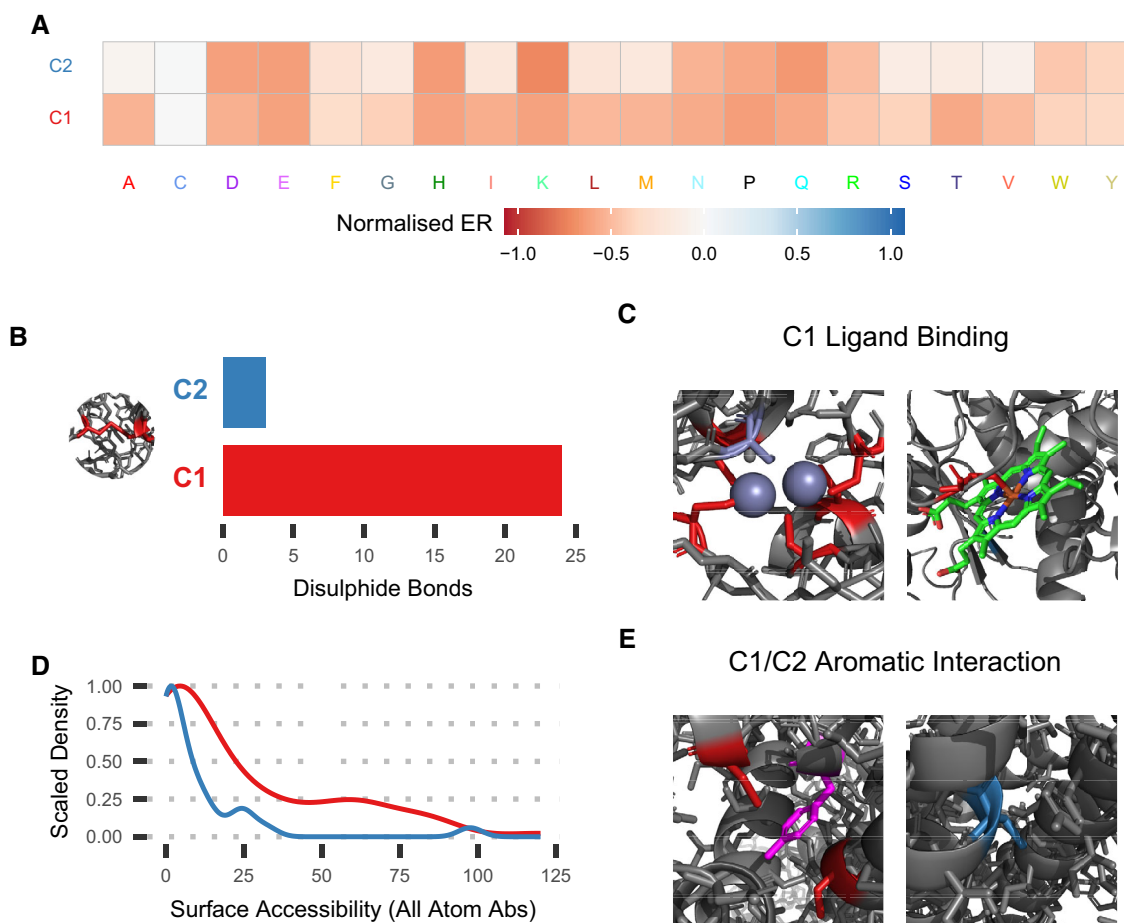 A
C2
C1
A C D E F G H I K L M N P Q R S T V W Y
Normalised ER
−1.0 −0.5 0.0 0.5 1.0
B
C2
C1
0 5 10 15 20 25
Disulphide Bonds
C
C1 Ligand Binding
D
Scaled Density
1.00
0.75
0.50
0.25
0.00
0 25 50 75 100 125
Surface Accessibility (All Atom Abs)
E
C1/C2 Aromatic Interaction